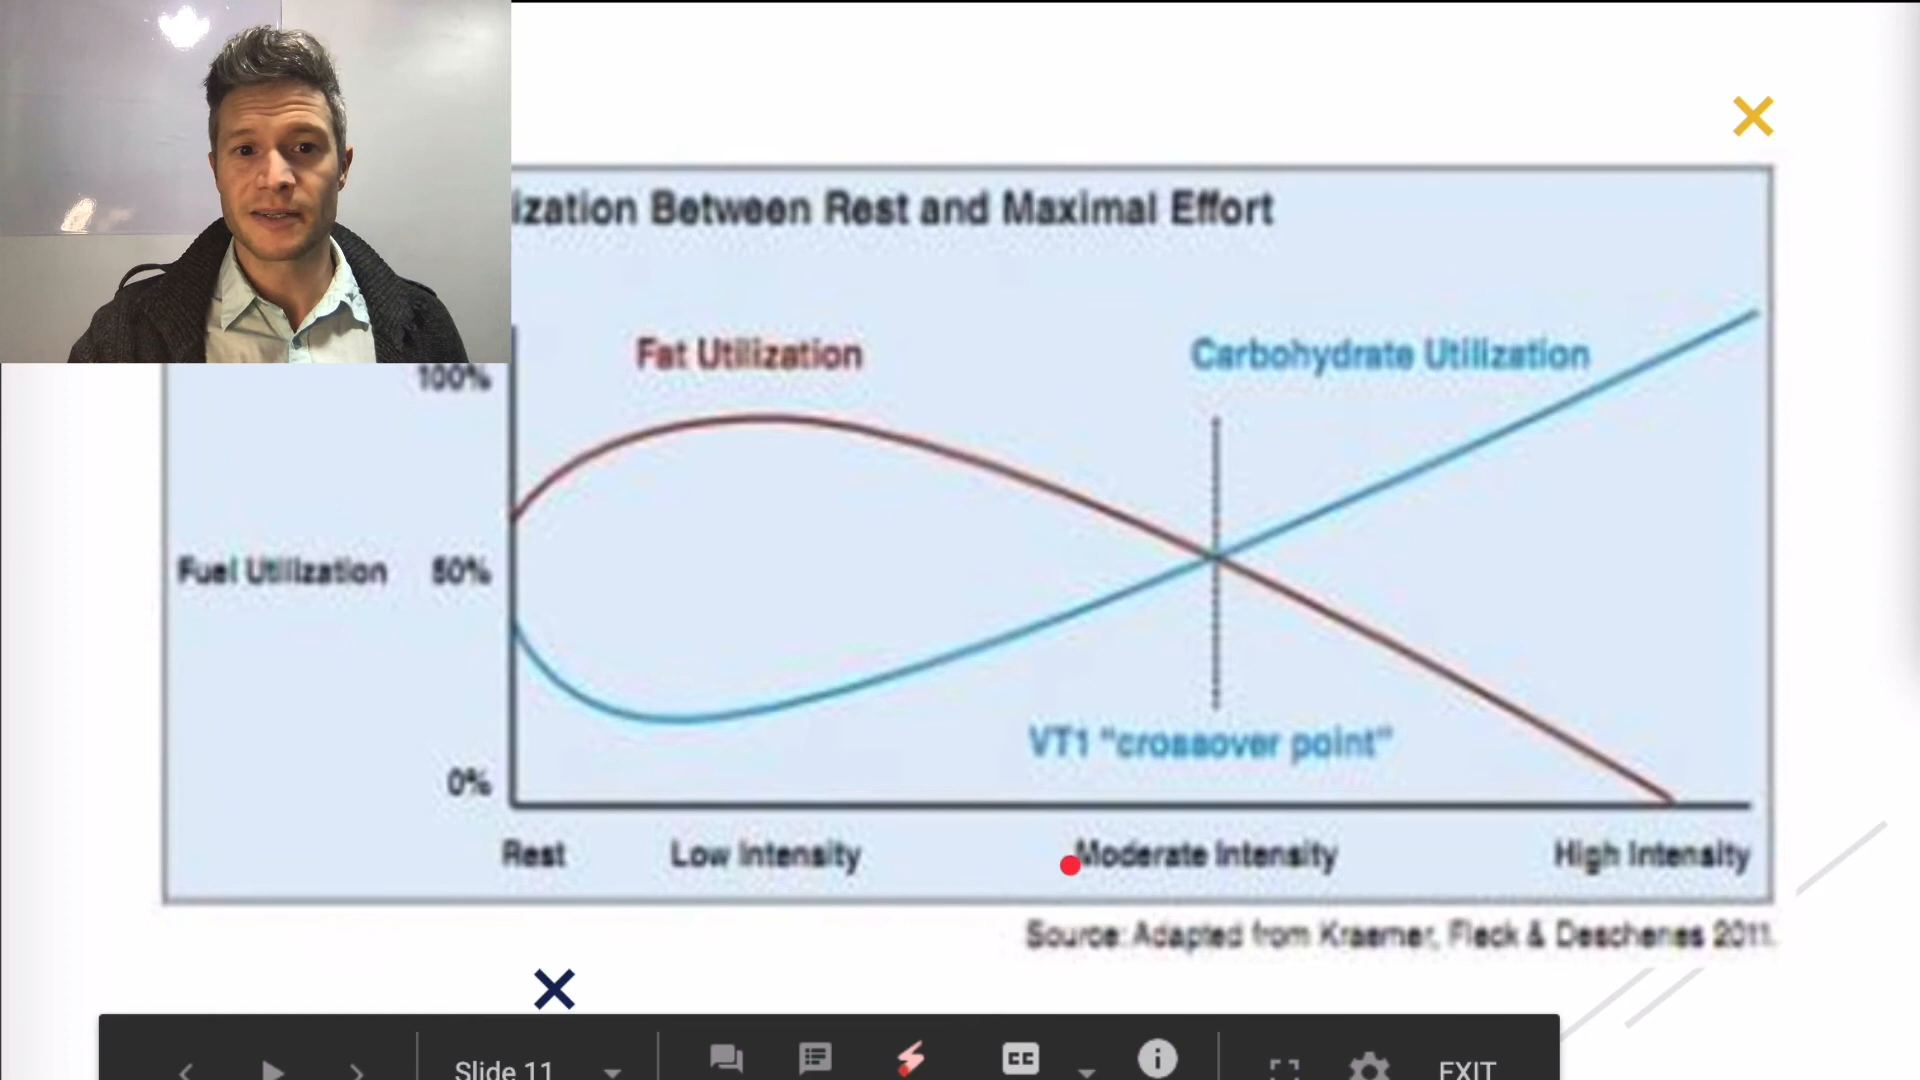 ization Between Rest and Maximal Effort
Fat Utilization
Carbohydrate Utilization
100%
Fuel Utilization
50%
VT1 "crossover point"
0%
Rest
Low Intensity
Moderate Intensity
High Intensity
Source: Adapted from Kraemer, Fleck & Deschenes 2011.
Slide 11
CC
EXIT